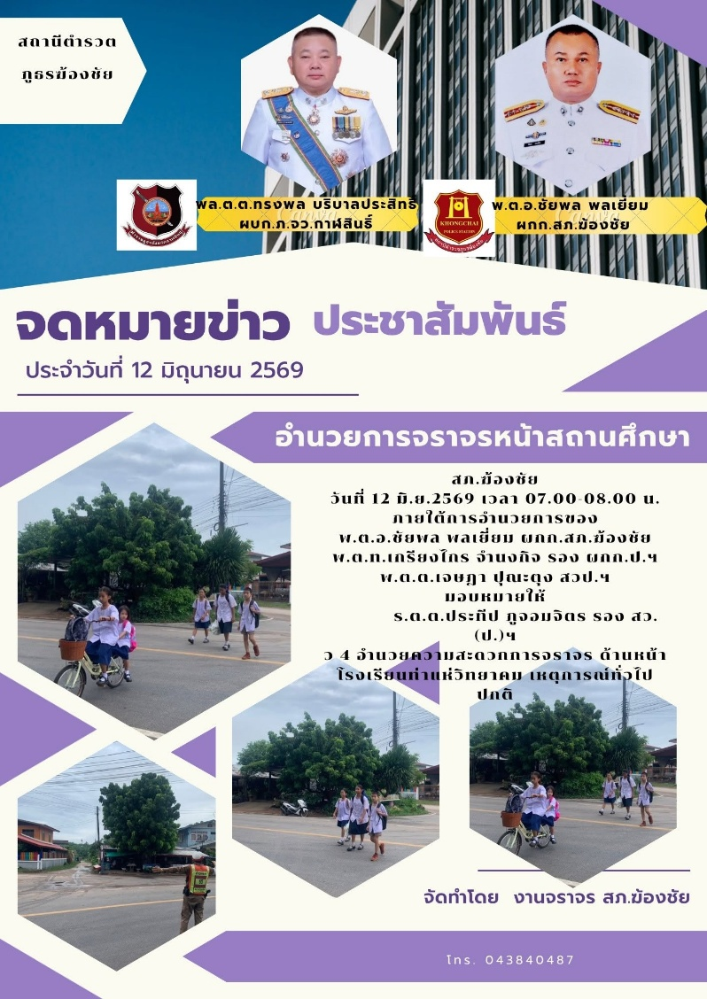 สถานีตำรวต
ภูธรฆ้องชัย
พล.ต.ต.ทรงพล บริบาลประสิทธิ์
ผบก.ภ.จว.กาฬสินธุ์
KHONGCHAI
POLICE STATION
พ.ต.อ.ชัยพล พลเยี่ยม
ผกก.สภ.ฆ้องชัย
จดหมายข่าว ประชาสัมพันธ์
ประจำวันที่ 12 มิถุนายน 2569
อำนวยการจราจรหน้าสถานศึกษา
สภ.ฆ้องชัย
วันที่ 12 มิ.ย.2569 เวลา 07.00-08.00 น.
ภายใต้การอำนวยการของ
พ.ต.อ.ชัยพล พลเยี่ยม ผกก.สภ.ฆ้องชัย
พ.ต.ท.เกรียงไกร จำนงกิจ รอง ผกก.ป.ฯ
พ.ต.ต.เจษฎา ปุณะตุง สวป.ฯ
มอบหมายให้
ร.ต.ต.ประทีป ภูจอมจิตร รอง สว.
(ป.)ฯ
ว 4 อำนวยความสะดวกการจราจร ด้านหน้า
โรงเรียนท่าแห่วิทยาคม เหตุการณ์ทั่วไป
ปกติ
จัดทำโดย งานจราจร สภ.ฆ้องชัย
โทร. 043840487